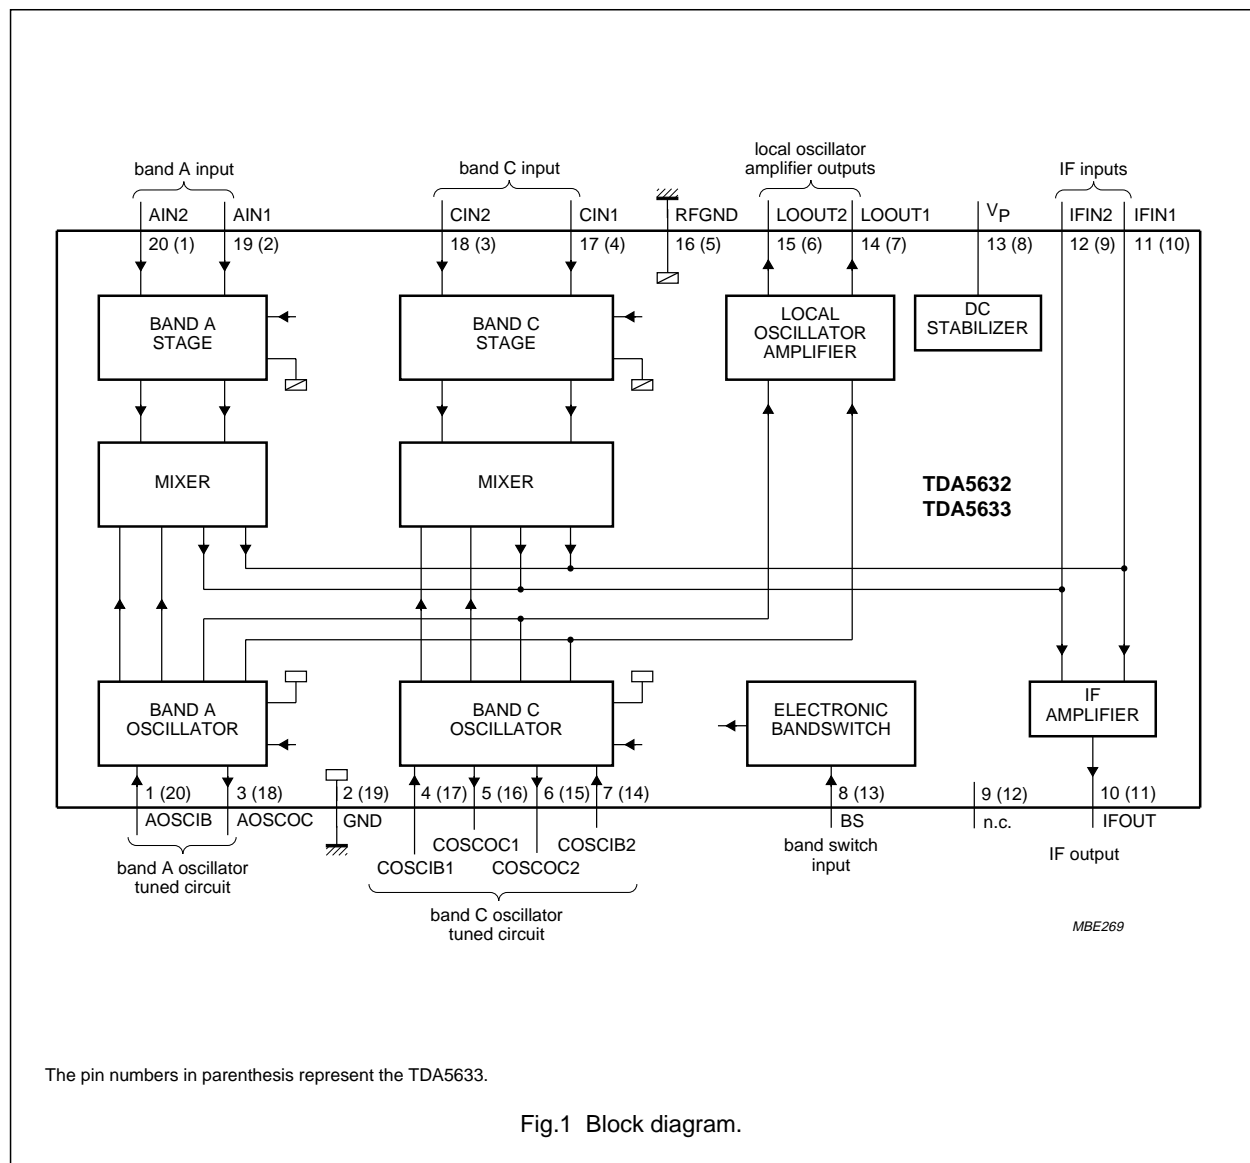 band A input
band C input
local oscillator
amplifier outputs
IF inputs
AIN2 AIN1 CIN2 CIN1 RFGND LOOUT2 LOOUT1 VP IFIN2 IFIN1
20 (1) 19 (2) 18 (3) 17 (4) 16 (5) 15 (6) 14 (7) 13 (8) 12 (9) 11 (10)
BAND A
STAGE
BAND C
STAGE
LOCAL
OSCILLATOR
AMPLIFIER
DC
STABILIZER
MIXER
MIXER
TDA5632
TDA5633
BAND A
OSCILLATOR
BAND C
OSCILLATOR
ELECTRONIC
BANDSWITCH
IF
AMPLIFIER
1 (20) 3 (18) 2 (19) 4 (17) 5 (16) 6 (15) 7 (14) 8 (13) 9 (12) 10 (11)
AOSCIB AOSCOC GND BS n.c. IFOUT
COSCOC1 COSCIB2
COSCIB1 COSCOC2
band A oscillator
tuned circuit
band C oscillator
tuned circuit
band switch
input
IF output
MBE269
The pin numbers in parenthesis represent the TDA5633.
Fig.1 Block diagram.